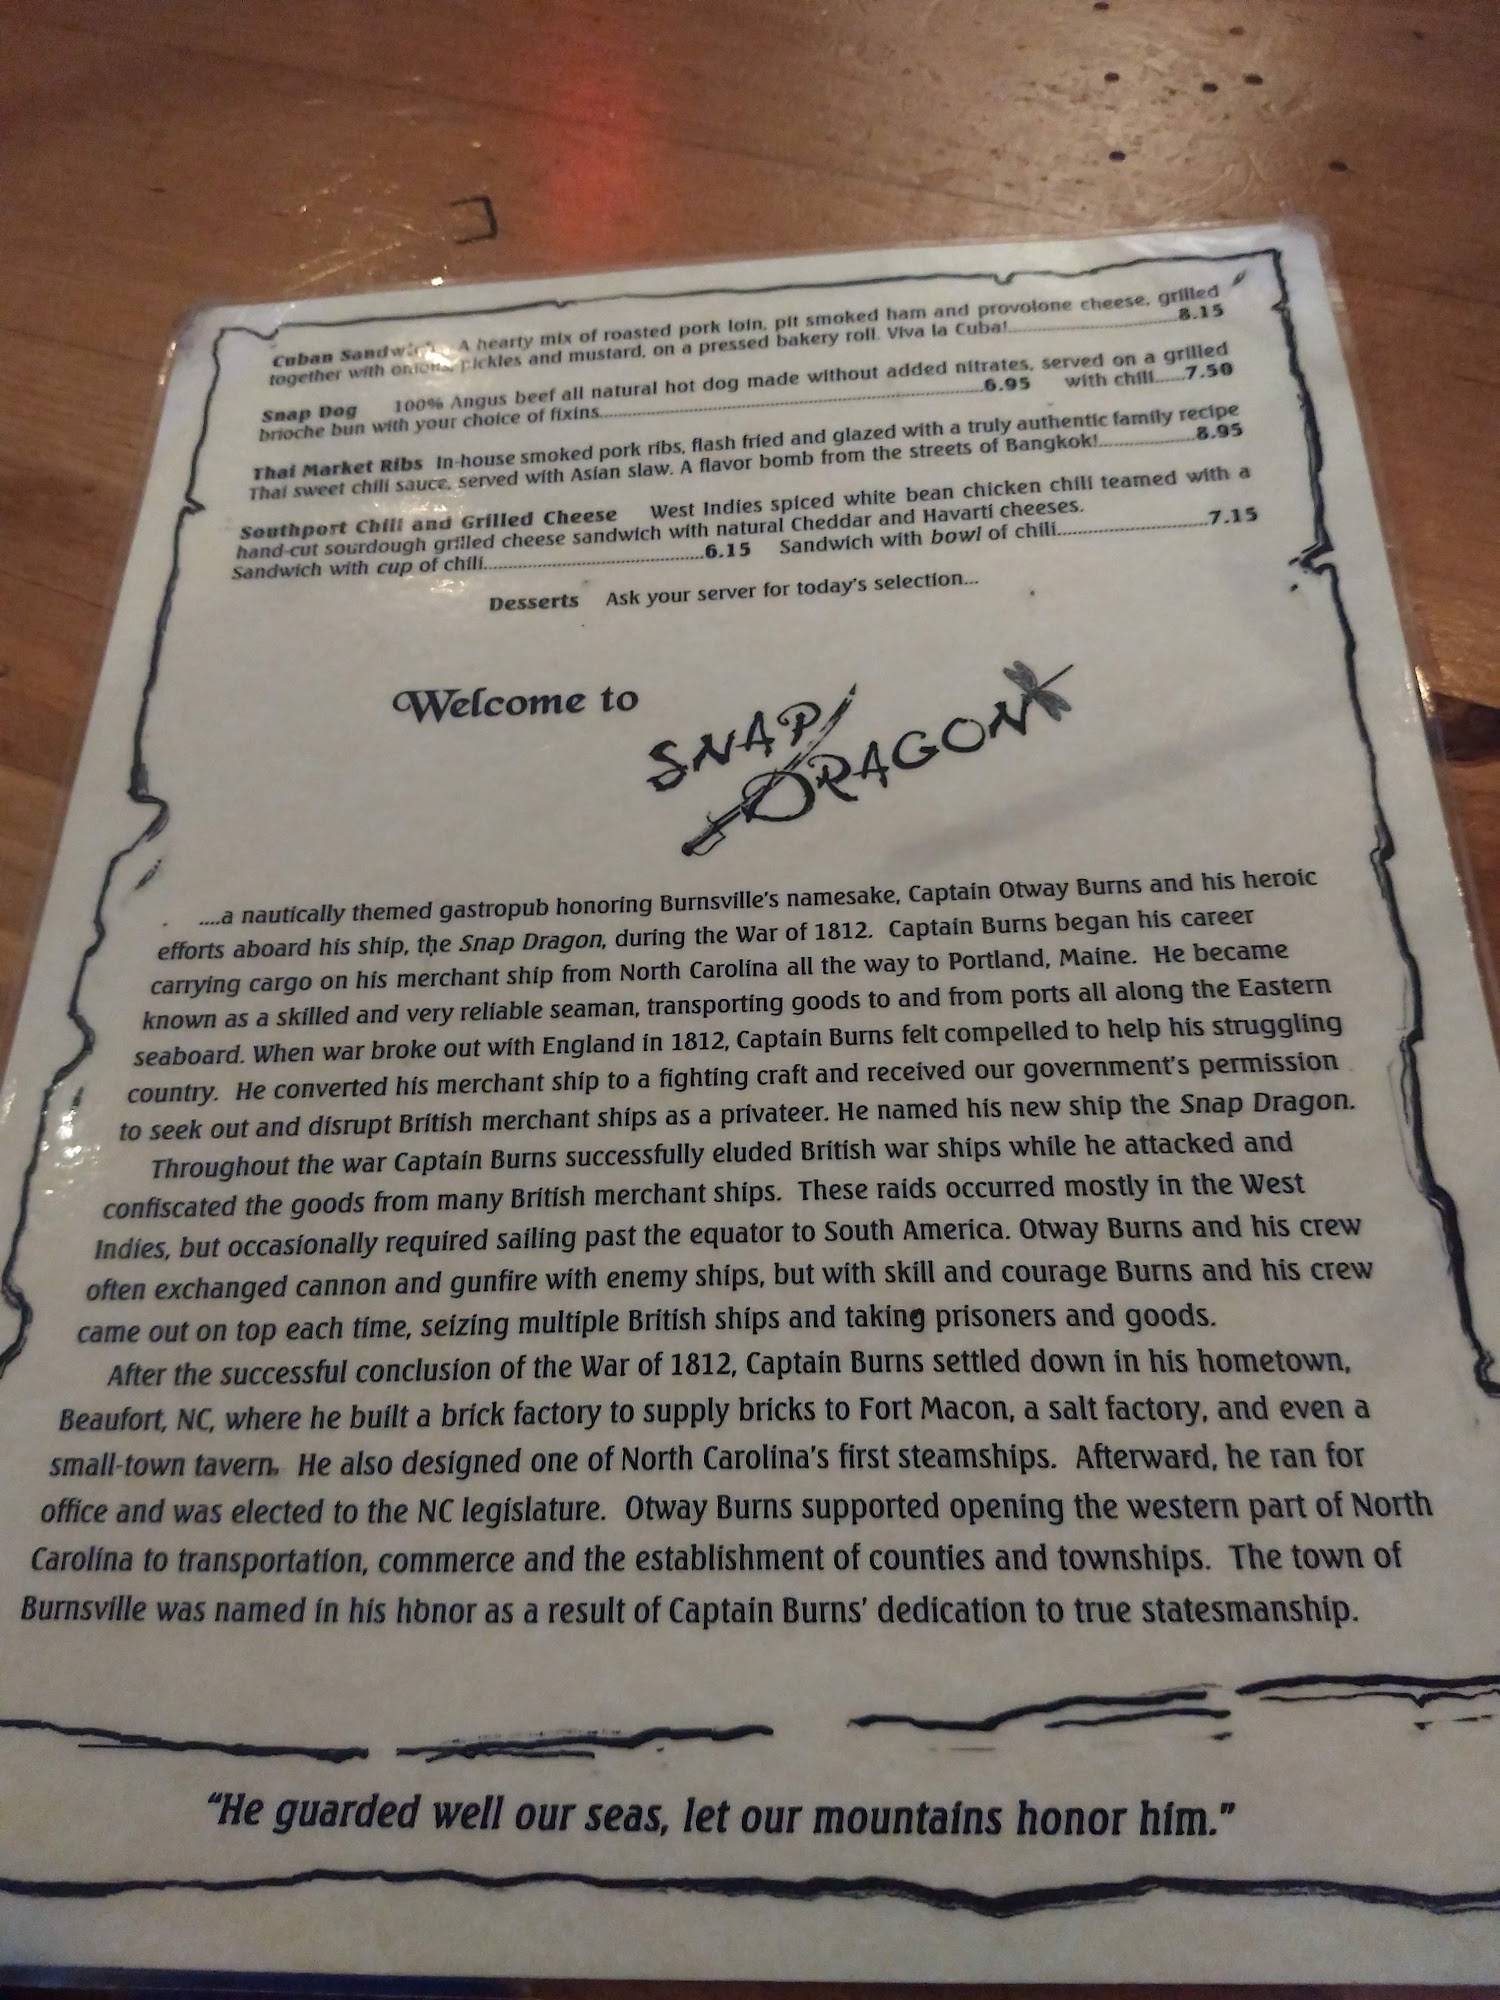 Cuban Sandwich A hearty mix of roasted pork loin, pit smoked ham and provolone cheese, grilled
together with onions, pickles and mustard, on a pressed bakery roll. Viva la Cuba!..............................8.15
Snap Dog 100% Angus beef all natural hot dog made without added nitrates, served on a grilled
brioche bun with your choice of fixins..............................6.95 with chili......7.50
Thai Market Ribs In-house smoked pork ribs, flash fried and glazed with a truly authentic family recipe
Thai sweet chili sauce, served with Asian slaw. A flavor bomb from the streets of Bangkok!....................8.95
Southport Chili and Grilled Cheese West Indies spiced white bean chicken chili teamed with a
hand-cut sourdough grilled cheese sandwich with natural Cheddar and Havarti cheeses.
Sandwich with cup of chili..............................6.15 Sandwich with bowl of chili....................7.15
Desserts Ask your server for today's selection...
Welcome to
SNAP
DRAGON
....a nautically themed gastropub honoring Burnsville's namesake, Captain Otway Burns and his heroic
efforts aboard his ship, the Snap Dragon, during the War of 1812. Captain Burns began his career
carrying cargo on his merchant ship from North Carolina all the way to Portland, Maine. He became
known as a skilled and very reliable seaman, transporting goods to and from ports all along the Eastern
seaboard. When war broke out with England in 1812, Captain Burns felt compelled to help his struggling
country. He converted his merchant ship to a fighting craft and received our government's permission
to seek out and disrupt British merchant ships as a privateer. He named his new ship the Snap Dragon.
Throughout the war Captain Burns successfully eluded British war ships while he attacked and
confiscated the goods from many British merchant ships. These raids occurred mostly in the West
Indies, but occasionally required sailing past the equator to South America. Otway Burns and his crew
often exchanged cannon and gunfire with enemy ships, but with skill and courage Burns and his crew
came out on top each time, seizing multiple British ships and taking prisoners and goods.
After the successful conclusion of the War of 1812, Captain Burns settled down in his hometown,
Beaufort, NC, where he built a brick factory to supply bricks to Fort Macon, a salt factory, and even a
small-town tavern. He also designed one of North Carolina's first steamships. Afterward, he ran for
office and was elected to the NC legislature. Otway Burns supported opening the western part of North
Carolina to transportation, commerce and the establishment of counties and townships. The town of
Burnsville was named in his honor as a result of Captain Burns' dedication to true statesmanship.
"He guarded well our seas, let our mountains honor him."